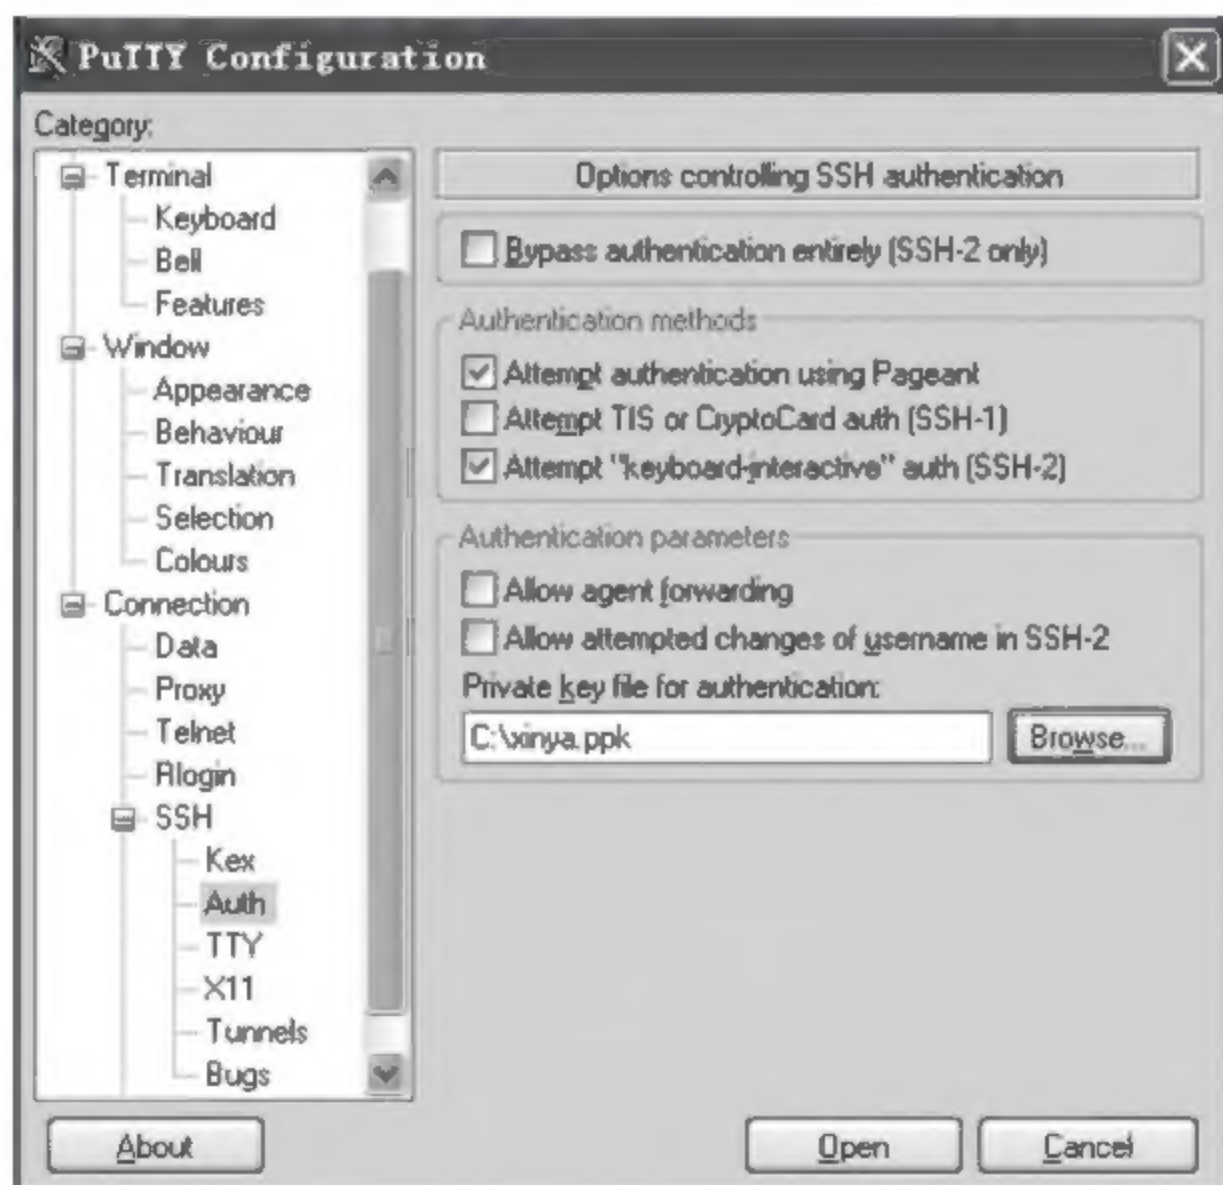 PuTTY Configuration
Category:
Terminal
Keyboard
Bell
Features
Window
Appearance
Behaviour
Translation
Selection
Colours
Connection
Data
Proxy
Telnet
Rlogin
SSH
Kex
Auth
TTY
X11
Tunnels
Bugs
Options controlling SSH authentication
Bypass authentication entirely (SSH-2 only)
Authentication methods
Attempt authentication using Pageant
Attempt TIS or CryptoCard auth (SSH-1)
Attempt "keyboard-interactive" auth (SSH-2)
Authentication parameters
Allow agent forwarding
Allow attempted changes of username in SSH-2
Private key file for authentication:
C:\xinya.ppk
Browse...
About
Open
Cancel